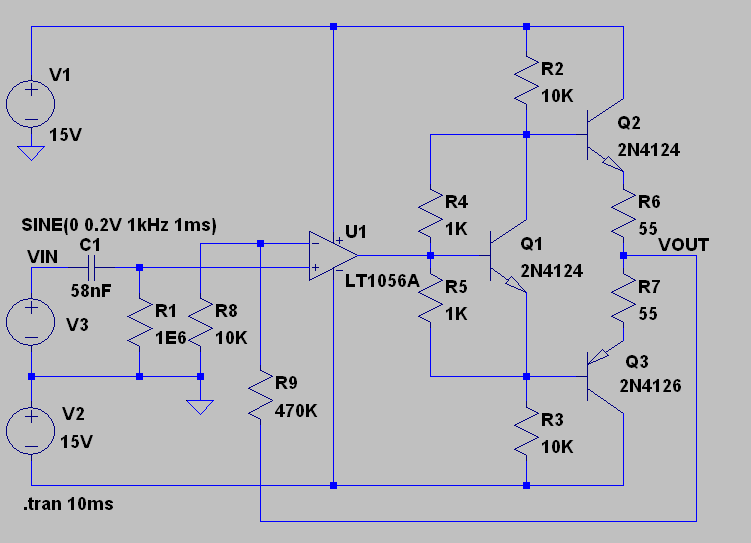 V1
15V
R2
10K
Q2
2N4124
R4
1K
R6
55
SINE(0 0.2V 1kHz 1ms)
VIN
C1
58nF
U1
LT1056A
Q1
2N4124
VOUT
V3
R1
1E6
R8
10K
R5
1K
R7
55
Q3
2N4126
R9
470K
V2
15V
R3
10K
.tran 10ms